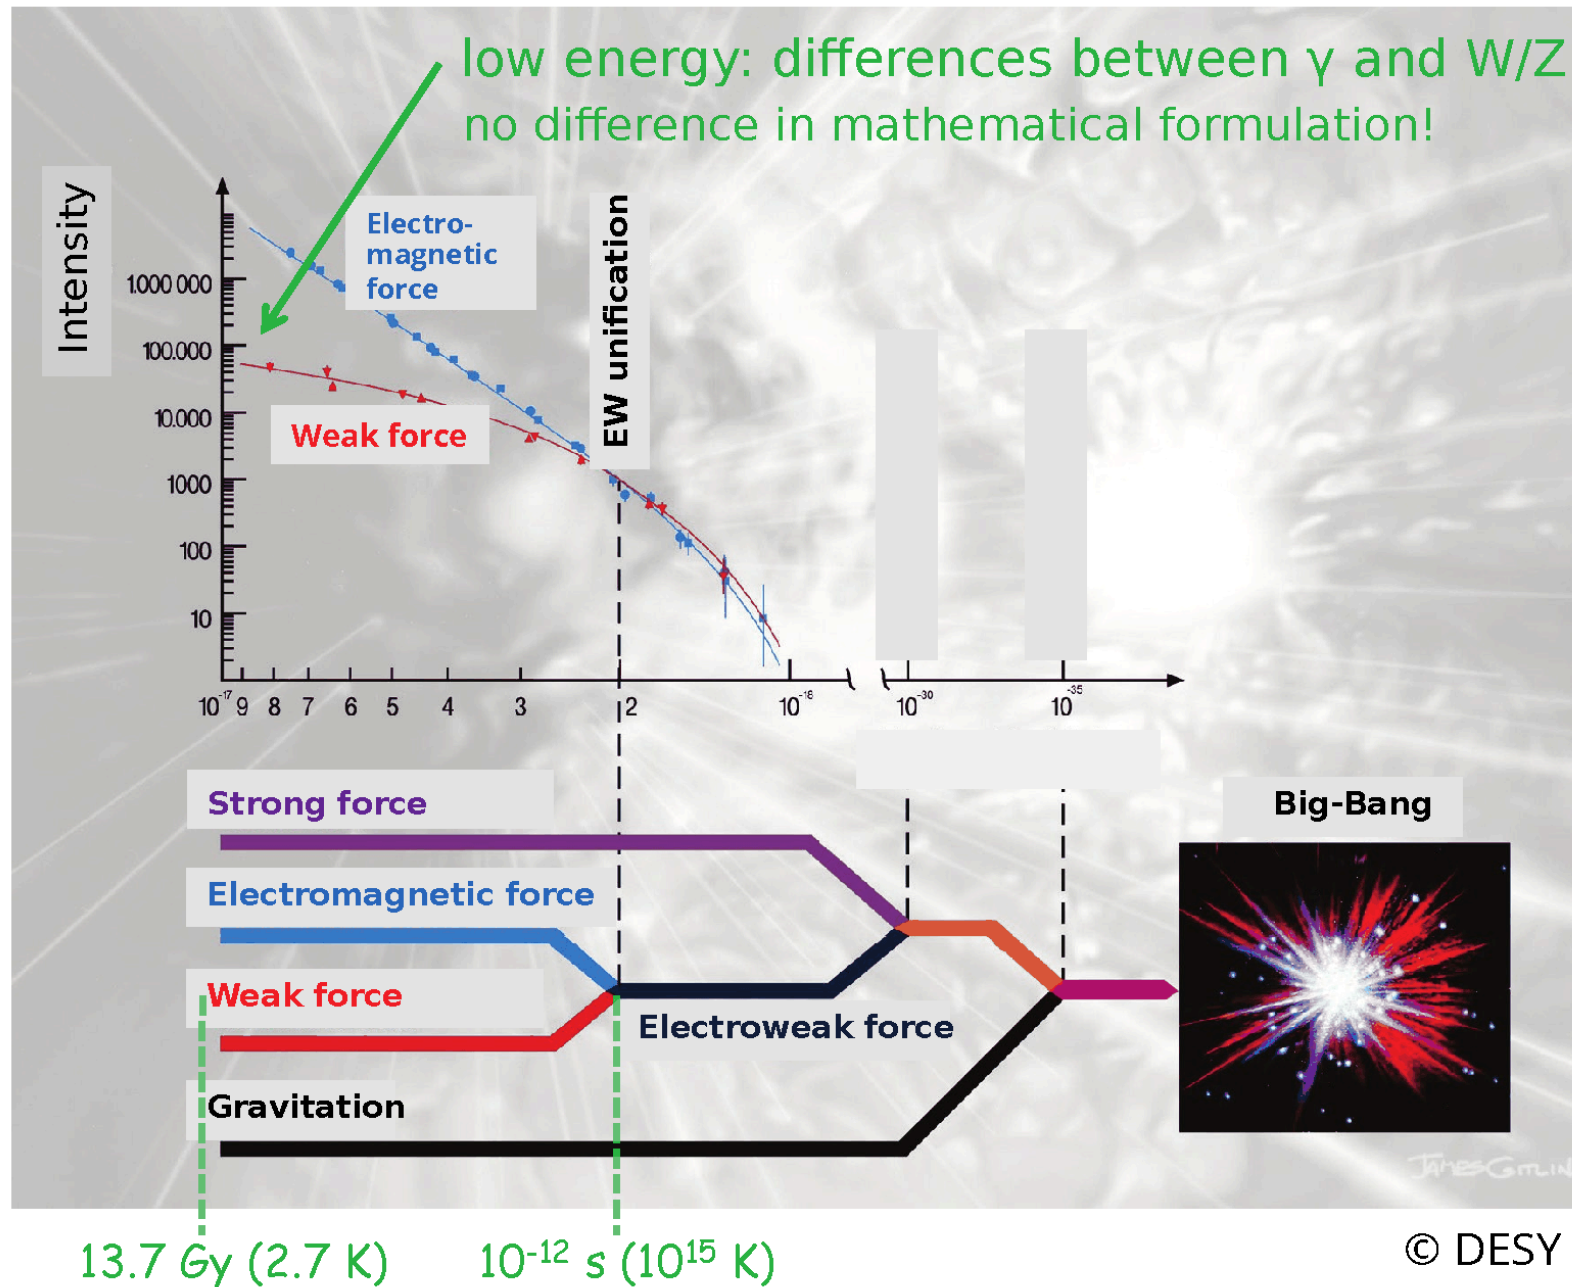 low energy: differences between γ and W/Z
no difference in mathematical formulation!
Intensity
Electro-
magnetic
force
EW unification
Weak force
1.000 000
100.000
10.000
1000
100
10
10⁻¹⁷ 9 8 7 6 5 4 3 2 10⁻¹⁸ 10⁻³⁰ 10⁻³⁵
Strong force
Big-Bang
Electromagnetic force
Weak force
Electroweak force
Gravitation
JAMES GITLIN
13.7 Gy (2.7 K) 10⁻¹² s (10¹⁵ K)
© DESY